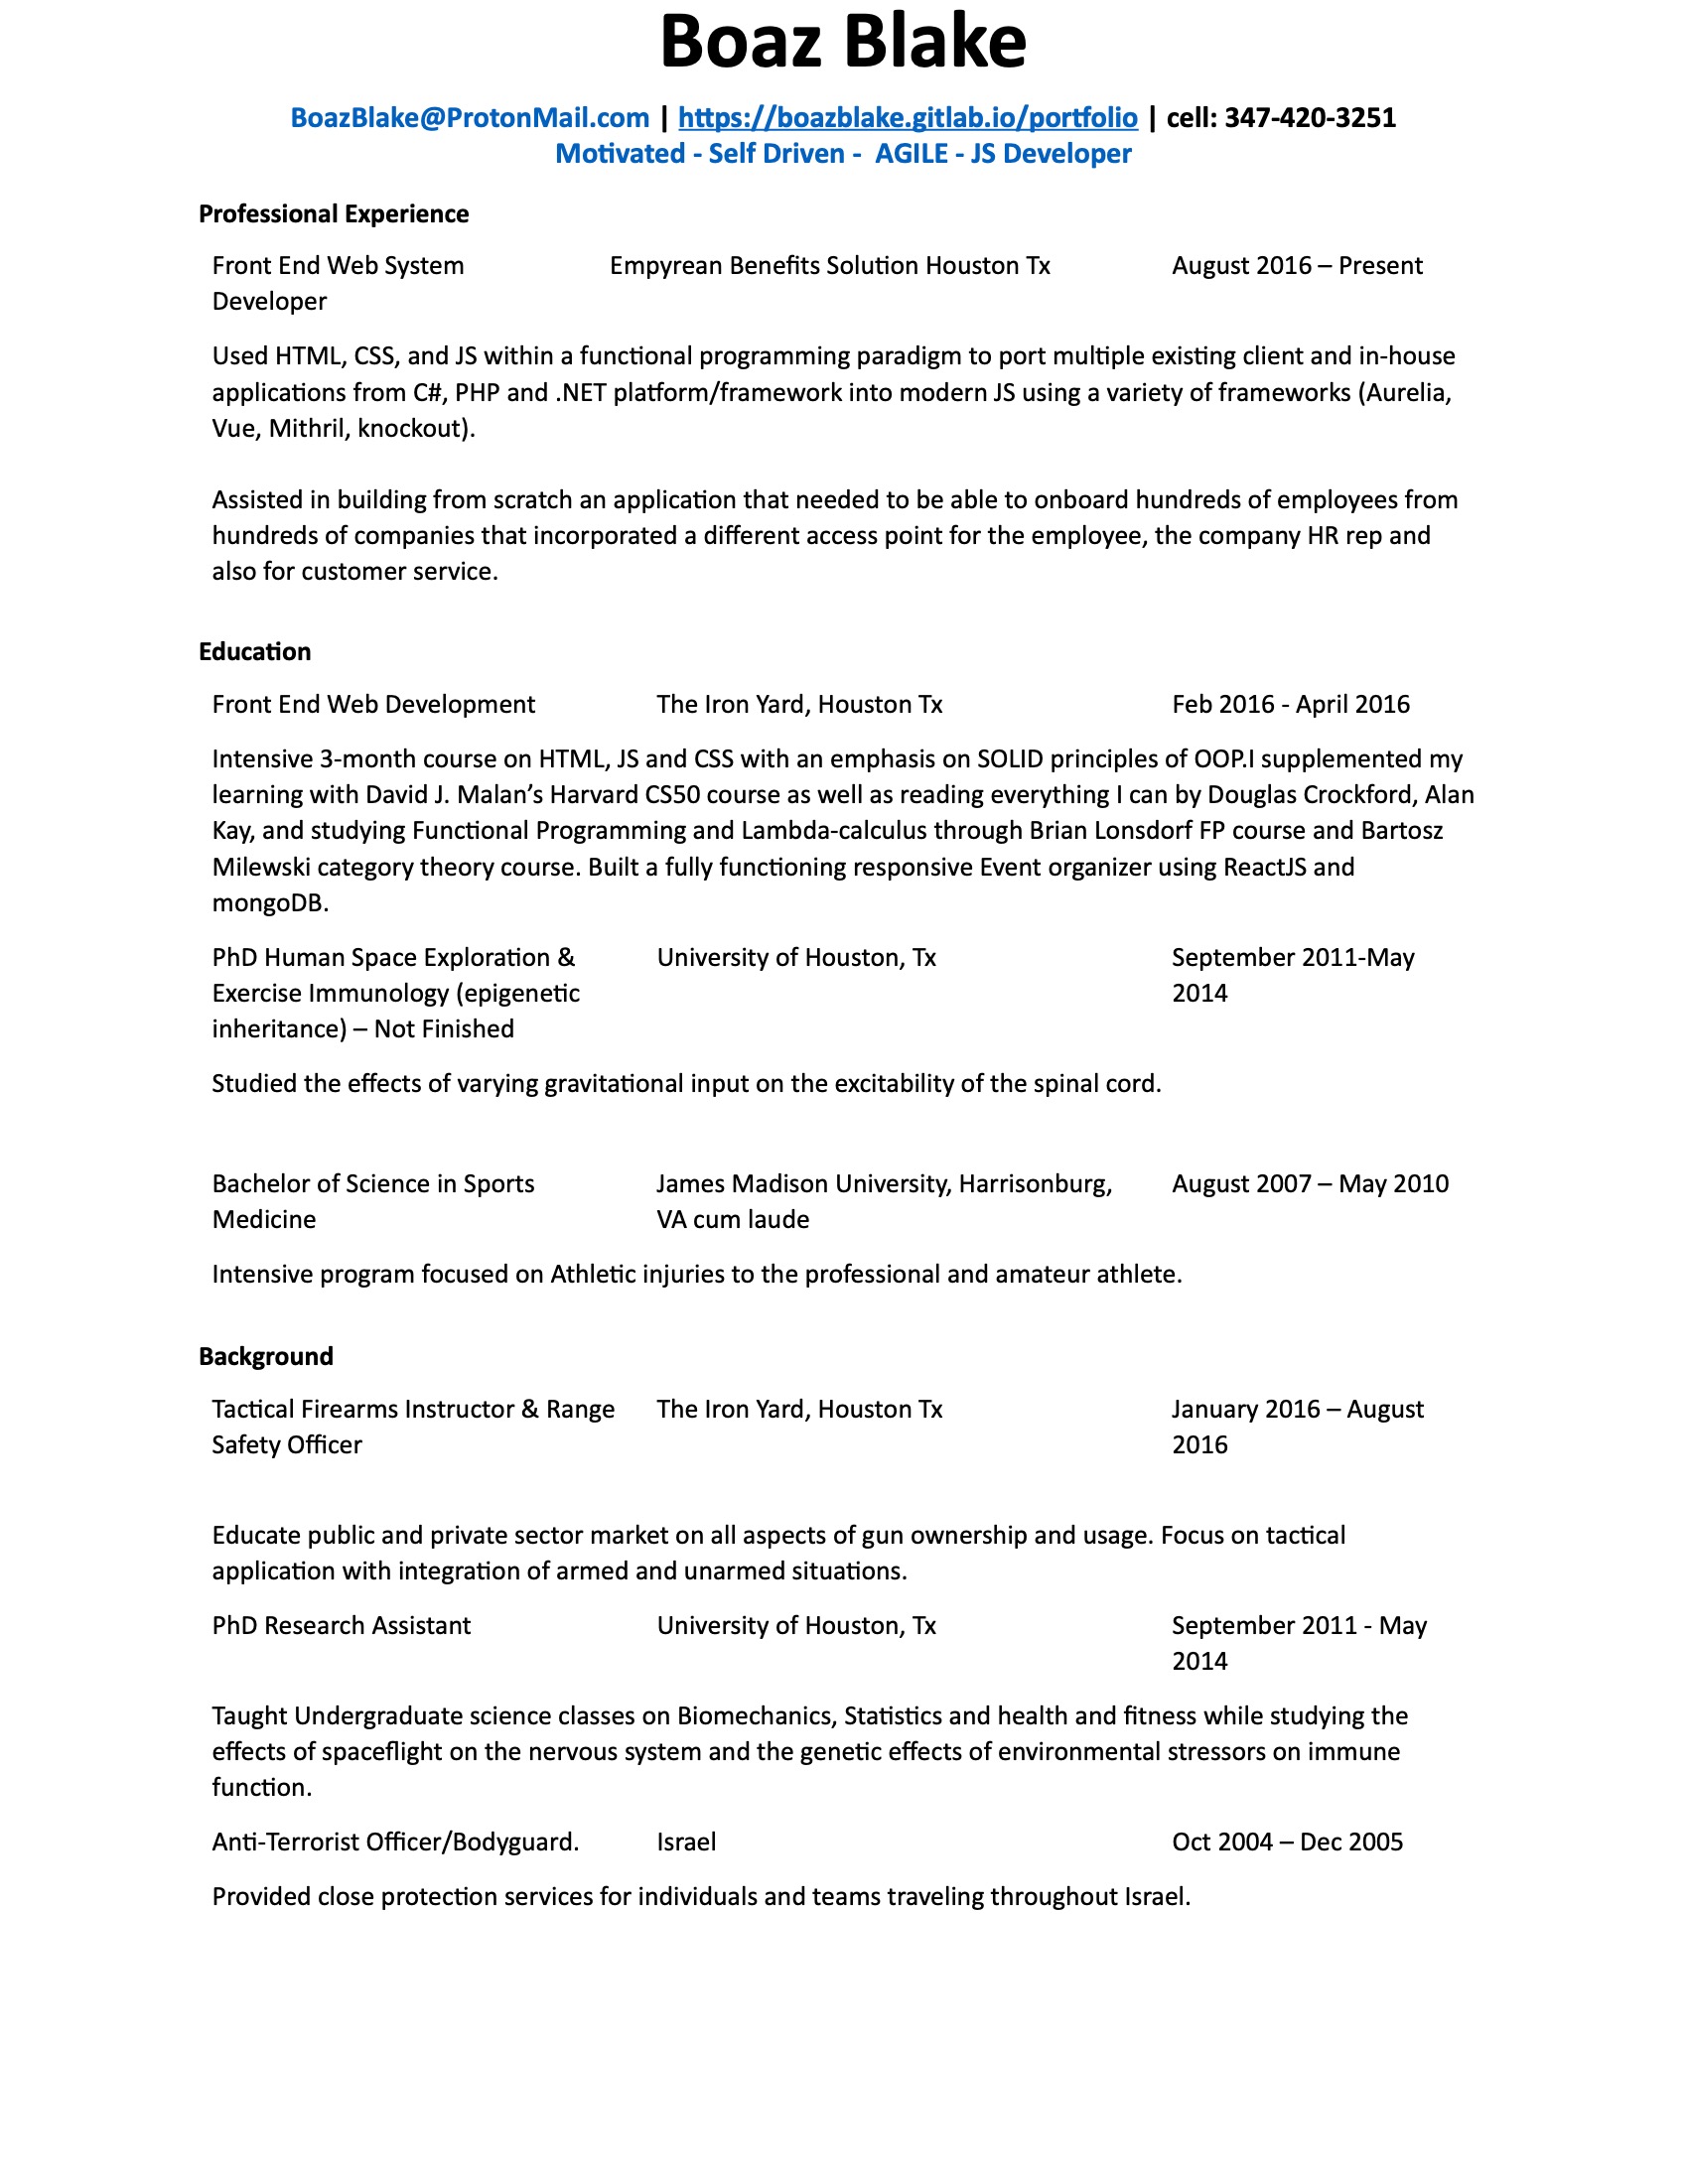 Boaz Blake
BoazBlake@ProtonMail.com | https://boazblake.gitlab.io/portfolio | cell: 347-420-3251
Motivated - Self Driven -  AGILE - JS Developer
Professional Experience
Front End Web System Empyrean Benefits Solution Houston Tx August 2016 – Present
Developer
Used HTML, CSS, and JS within a functional programming paradigm to port multiple existing client and in-house
applications from C#, PHP and .NET platform/framework into modern JS using a variety of frameworks (Aurelia,
Vue, Mithril, knockout).
Assisted in building from scratch an application that needed to be able to onboard hundreds of employees from
hundreds of companies that incorporated a different access point for the employee, the company HR rep and
also for customer service.
Education
Front End Web Development The Iron Yard, Houston Tx Feb 2016 - April 2016
Intensive 3-month course on HTML, JS and CSS with an emphasis on SOLID principles of OOP.I supplemented my
learning with David J. Malan’s Harvard CS50 course as well as reading everything I can by Douglas Crockford, Alan
Kay, and studying Functional Programming and Lambda-calculus through Brian Lonsdorf FP course and Bartosz
Milewski category theory course. Built a fully functioning responsive Event organizer using ReactJS and
mongoDB.
PhD Human Space Exploration & University of Houston, Tx September 2011-May
Exercise Immunology (epigenetic 2014
inheritance) – Not Finished
Studied the effects of varying gravitational input on the excitability of the spinal cord.
Bachelor of Science in Sports James Madison University, Harrisonburg, August 2007 – May 2010
Medicine VA cum laude
Intensive program focused on Athletic injuries to the professional and amateur athlete.
Background
Tactical Firearms Instructor & Range The Iron Yard, Houston Tx January 2016 – August
Safety Officer 2016
Educate public and private sector market on all aspects of gun ownership and usage. Focus on tactical
application with integration of armed and unarmed situations.
PhD Research Assistant University of Houston, Tx September 2011 - May
2014
Taught Undergraduate science classes on Biomechanics, Statistics and health and fitness while studying the
effects of spaceflight on the nervous system and the genetic effects of environmental stressors on immune
function.
Anti-Terrorist Officer/Bodyguard. Israel Oct 2004 – Dec 2005
Provided close protection services for individuals and teams traveling throughout Israel.